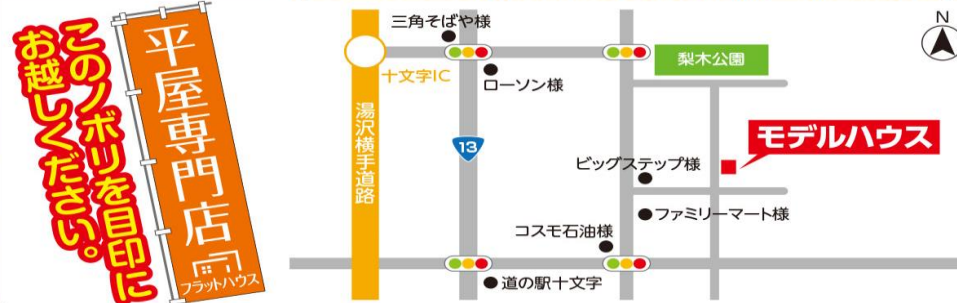 このノボリを目印に
お越しください。
平屋専門店
フラットハウス
三角そばや様
十文字IC
ローソン様
梨木公園
N
湯沢横手道路
13
モデルハウス
ビッグステップ様
ファミリーマート様
コスモ石油様
道の駅十文字